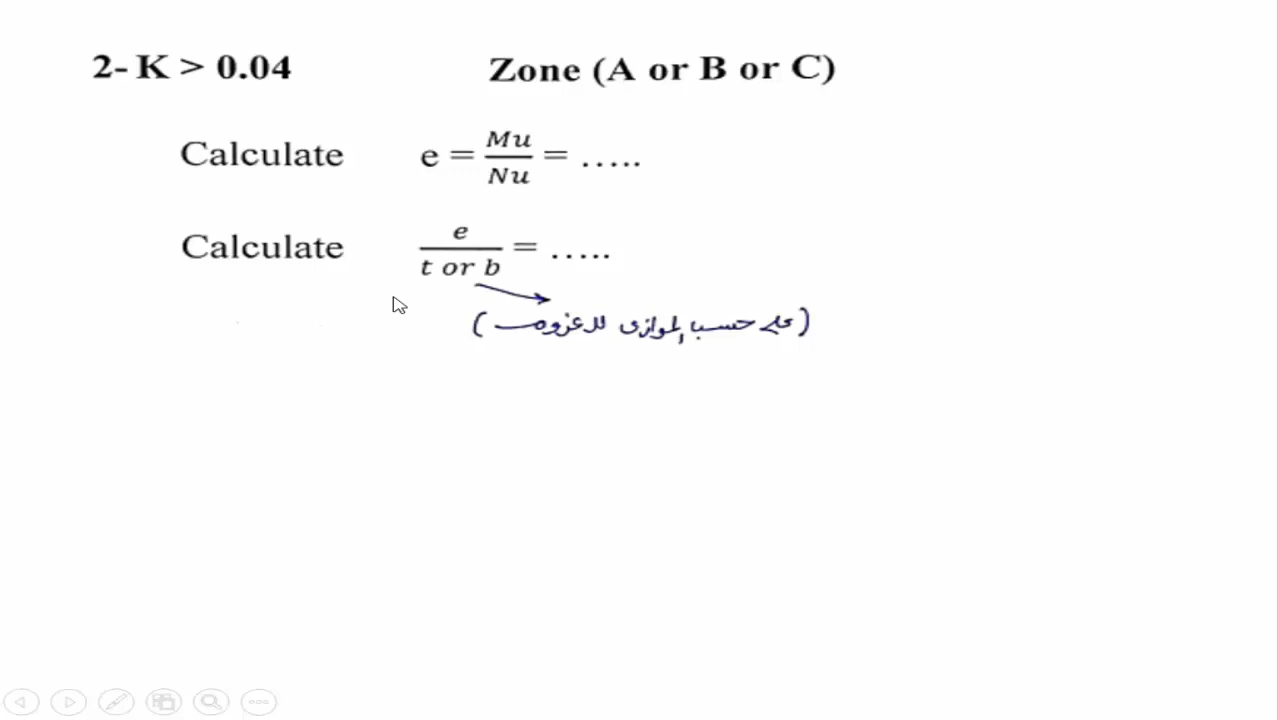 2- K > 0.04 Zone (A or B or C)
Calculate e = Mu / Nu = …..
Calculate e / t or b = …..
(على حسب الموازى للعزوم)